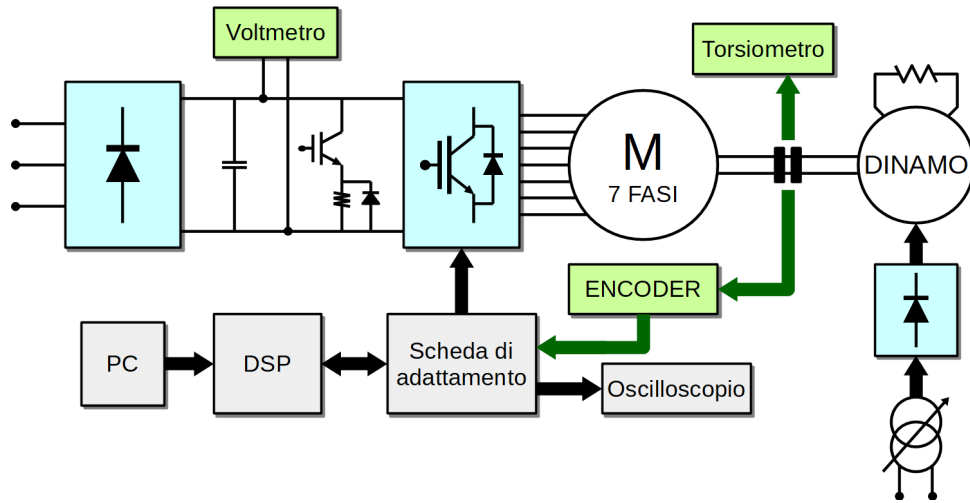 Voltmetro
Torsiometro
M
7 FASI
DINAMO
ENCODER
PC
DSP
Scheda di
adattamento
Oscilloscopio